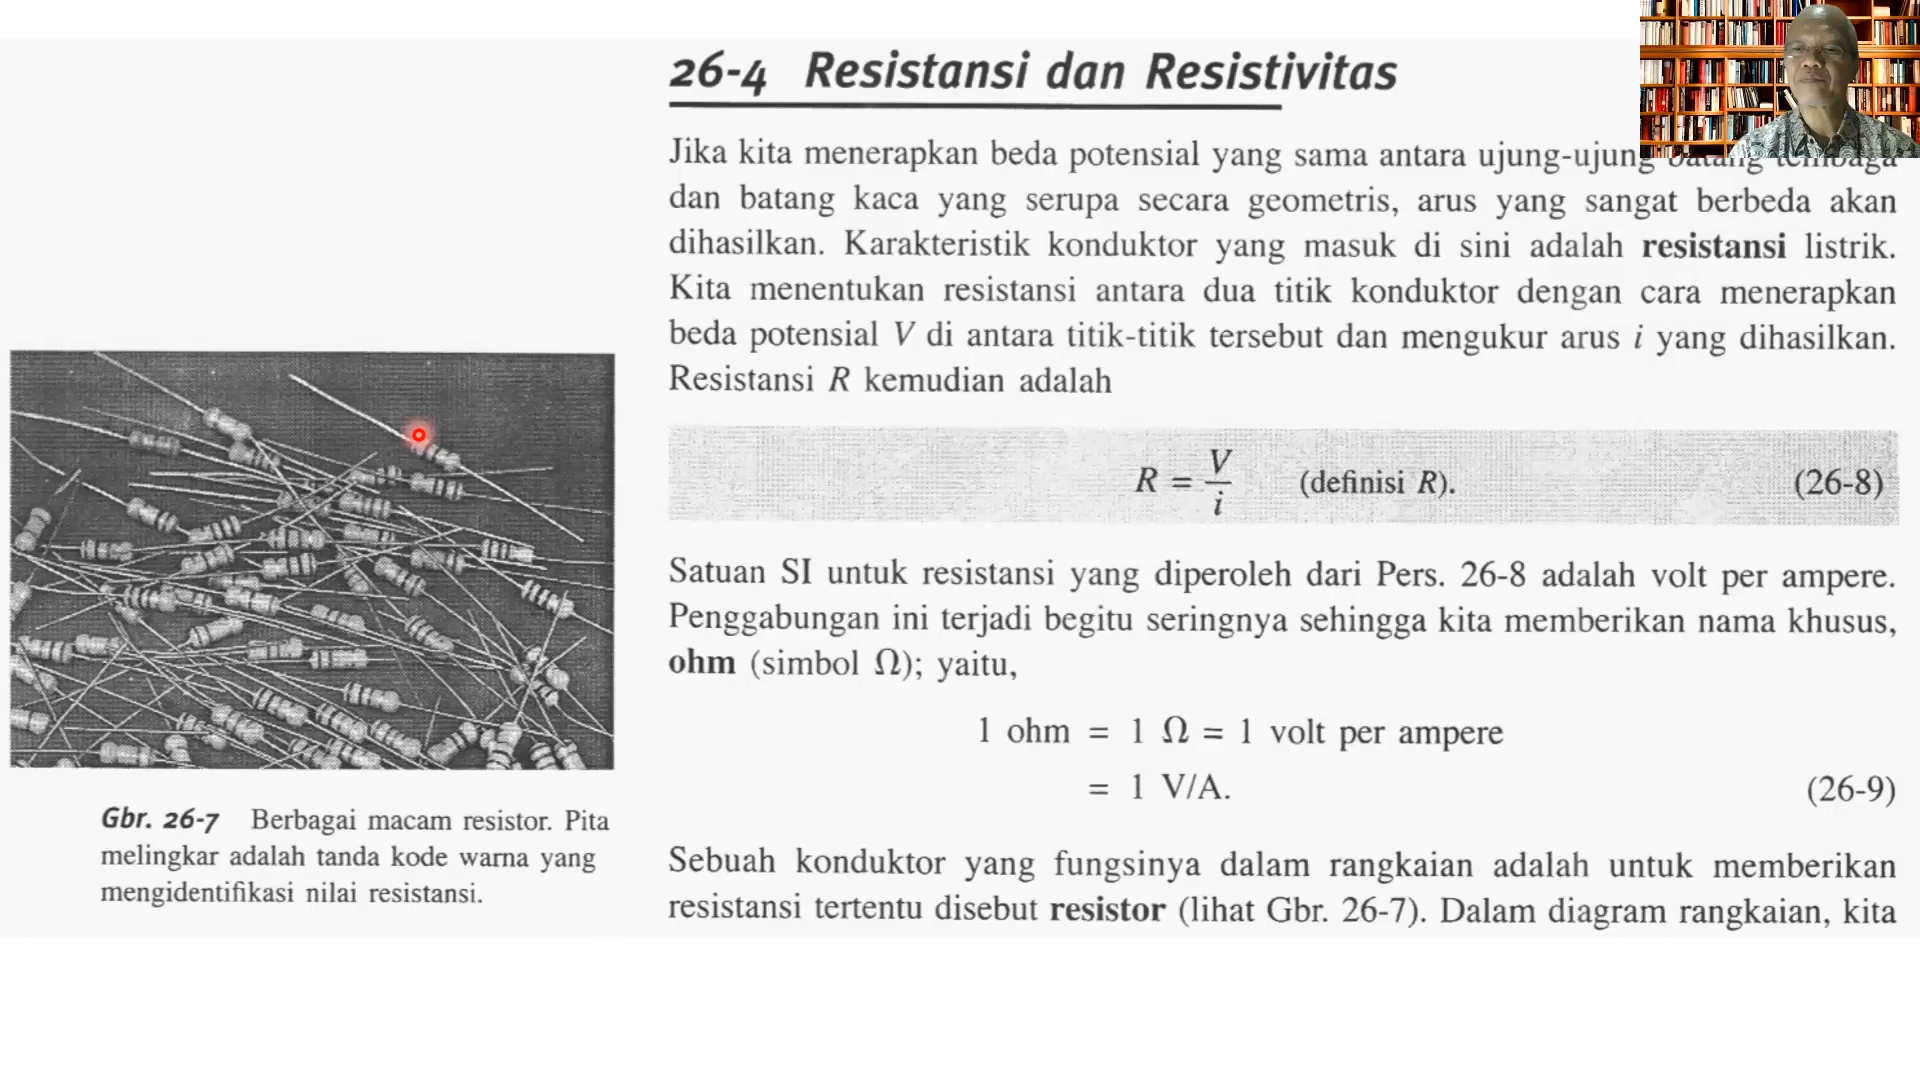 26-4 Resistansi dan Resistivitas
Jika kita menerapkan beda potensial yang sama antara ujung-ujung batang tembaga
dan batang kaca yang serupa secara geometris, arus yang sangat berbeda akan
dihasilkan. Karakteristik konduktor yang masuk di sini adalah resistansi listrik.
Kita menentukan resistansi antara dua titik konduktor dengan cara menerapkan
beda potensial V di antara titik-titik tersebut dan mengukur arus i yang dihasilkan.
Resistansi R kemudian adalah
R = V/i (definisi R). (26-8)
Satuan SI untuk resistansi yang diperoleh dari Pers. 26-8 adalah volt per ampere.
Penggabungan ini terjadi begitu seringnya sehingga kita memberikan nama khusus,
ohm (simbol Ω); yaitu,
1 ohm = 1 Ω = 1 volt per ampere
= 1 V/A. (26-9)
Sebuah konduktor yang fungsinya dalam rangkaian adalah untuk memberikan
resistansi tertentu disebut resistor (lihat Gbr. 26-7). Dalam diagram rangkaian, kita
Gbr. 26-7 Berbagai macam resistor. Pita
melingkar adalah tanda kode warna yang
mengidentifikasi nilai resistansi.